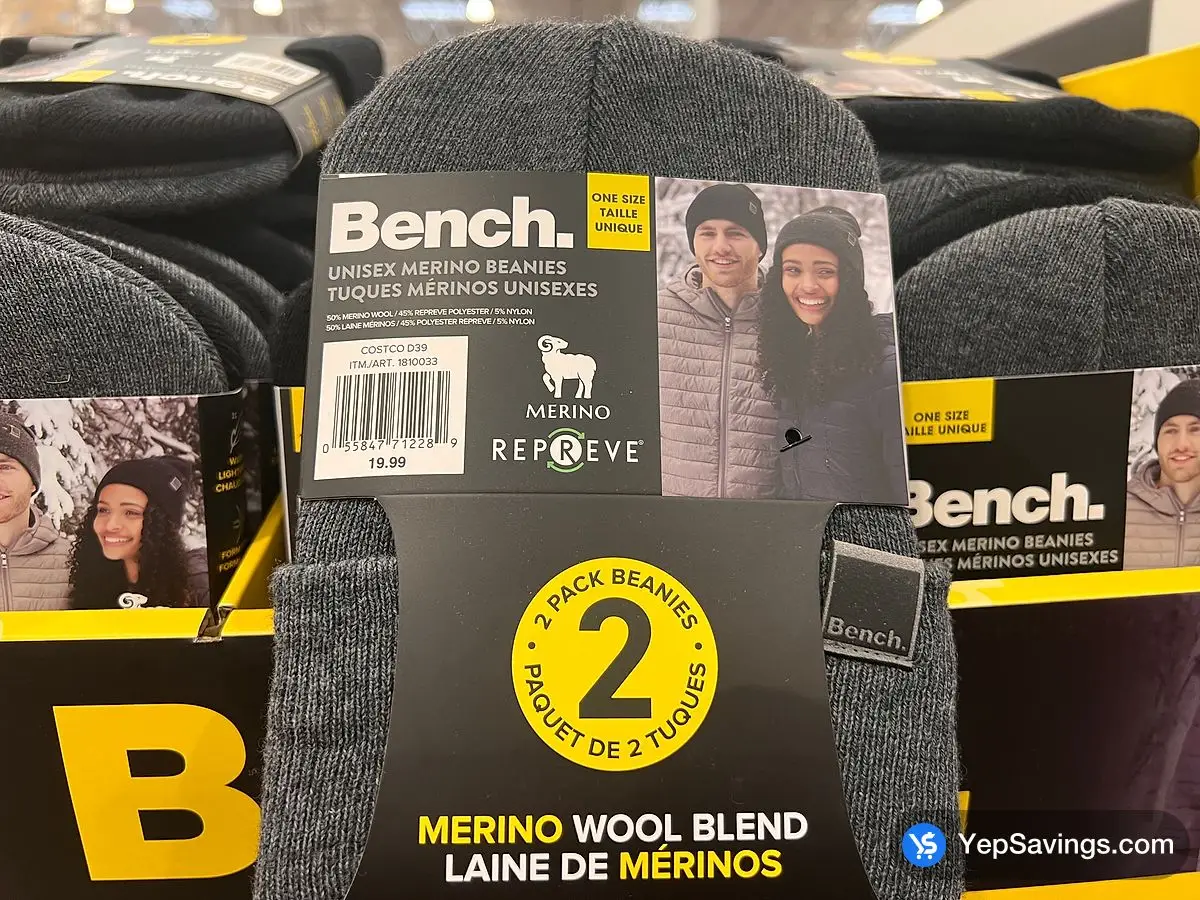 Bench.
Bench.
ONE SIZE
TAILLE
UNIQUE
UNISEX MERINO BEANIES
TUQUES MÉRINOS UNISEXES
50% MERINO WOOL / 45% REPREVE POLYESTER / 5% NYLON
50% LAINE MÉRINOS / 45% POLYESTER REPREVE / 5% NYLON
COSTCO D39
ITM./ART. 1810033
0 55847 71228 9
19.99
MERINO
REPREVE®
2 PACK BEANIES
2
PAQUET DE 2 TUQUES
Bench.
MERINO WOOL BLEND
LAINE DE MÉRINOS
ONE SIZE
AILLE UNIQUE
Bench.
SEX MERINO BEANIES
S MÉRINOS UNISEXES
B
YepSavings.com